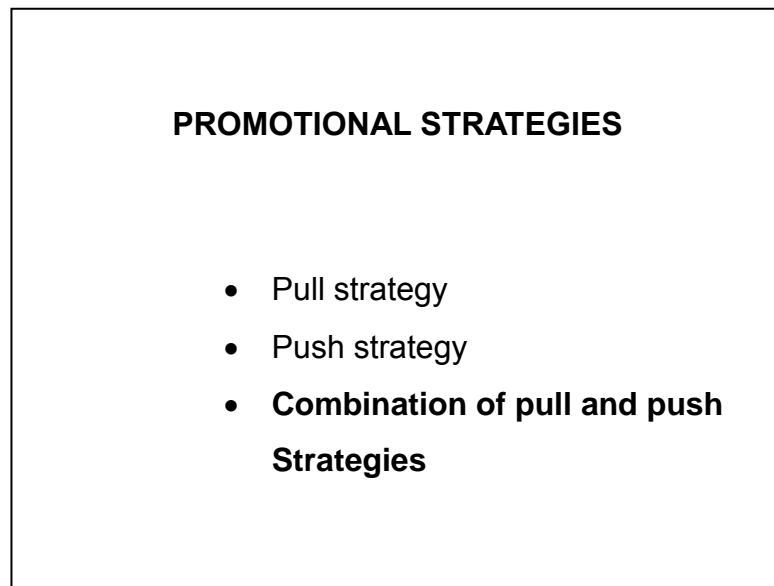 PROMOTIONAL STRATEGIES
• Pull strategy
• Push strategy
• Combination of pull and push
Strategies